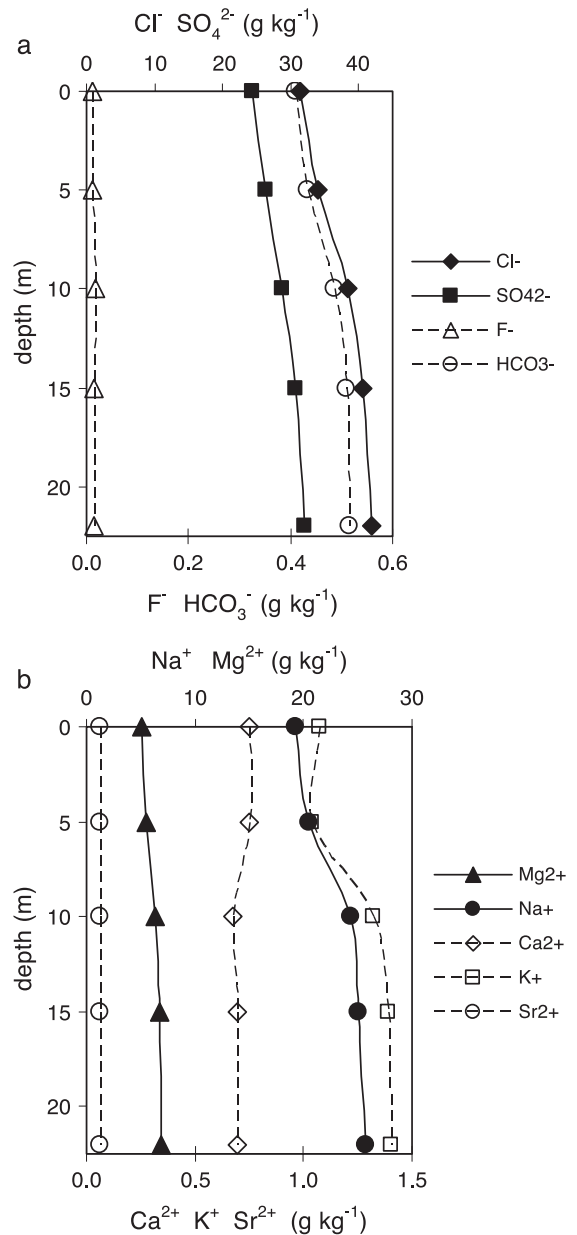 a
Cl⁻ SO₄²⁻ (g kg⁻¹)
0 10 20 30 40
0
5
10
15
20
depth (m)
0.0 0.2 0.4 0.6
F⁻ HCO₃⁻ (g kg⁻¹)
Cl-
SO42-
F-
HCO3-
b
Na⁺ Mg²⁺ (g kg⁻¹)
0 10 20 30
0
5
10
15
20
depth (m)
0.0 0.5 1.0 1.5
Ca²⁺ K⁺ Sr²⁺ (g kg⁻¹)
Mg2+
Na+
Ca2+
K+
Sr2+